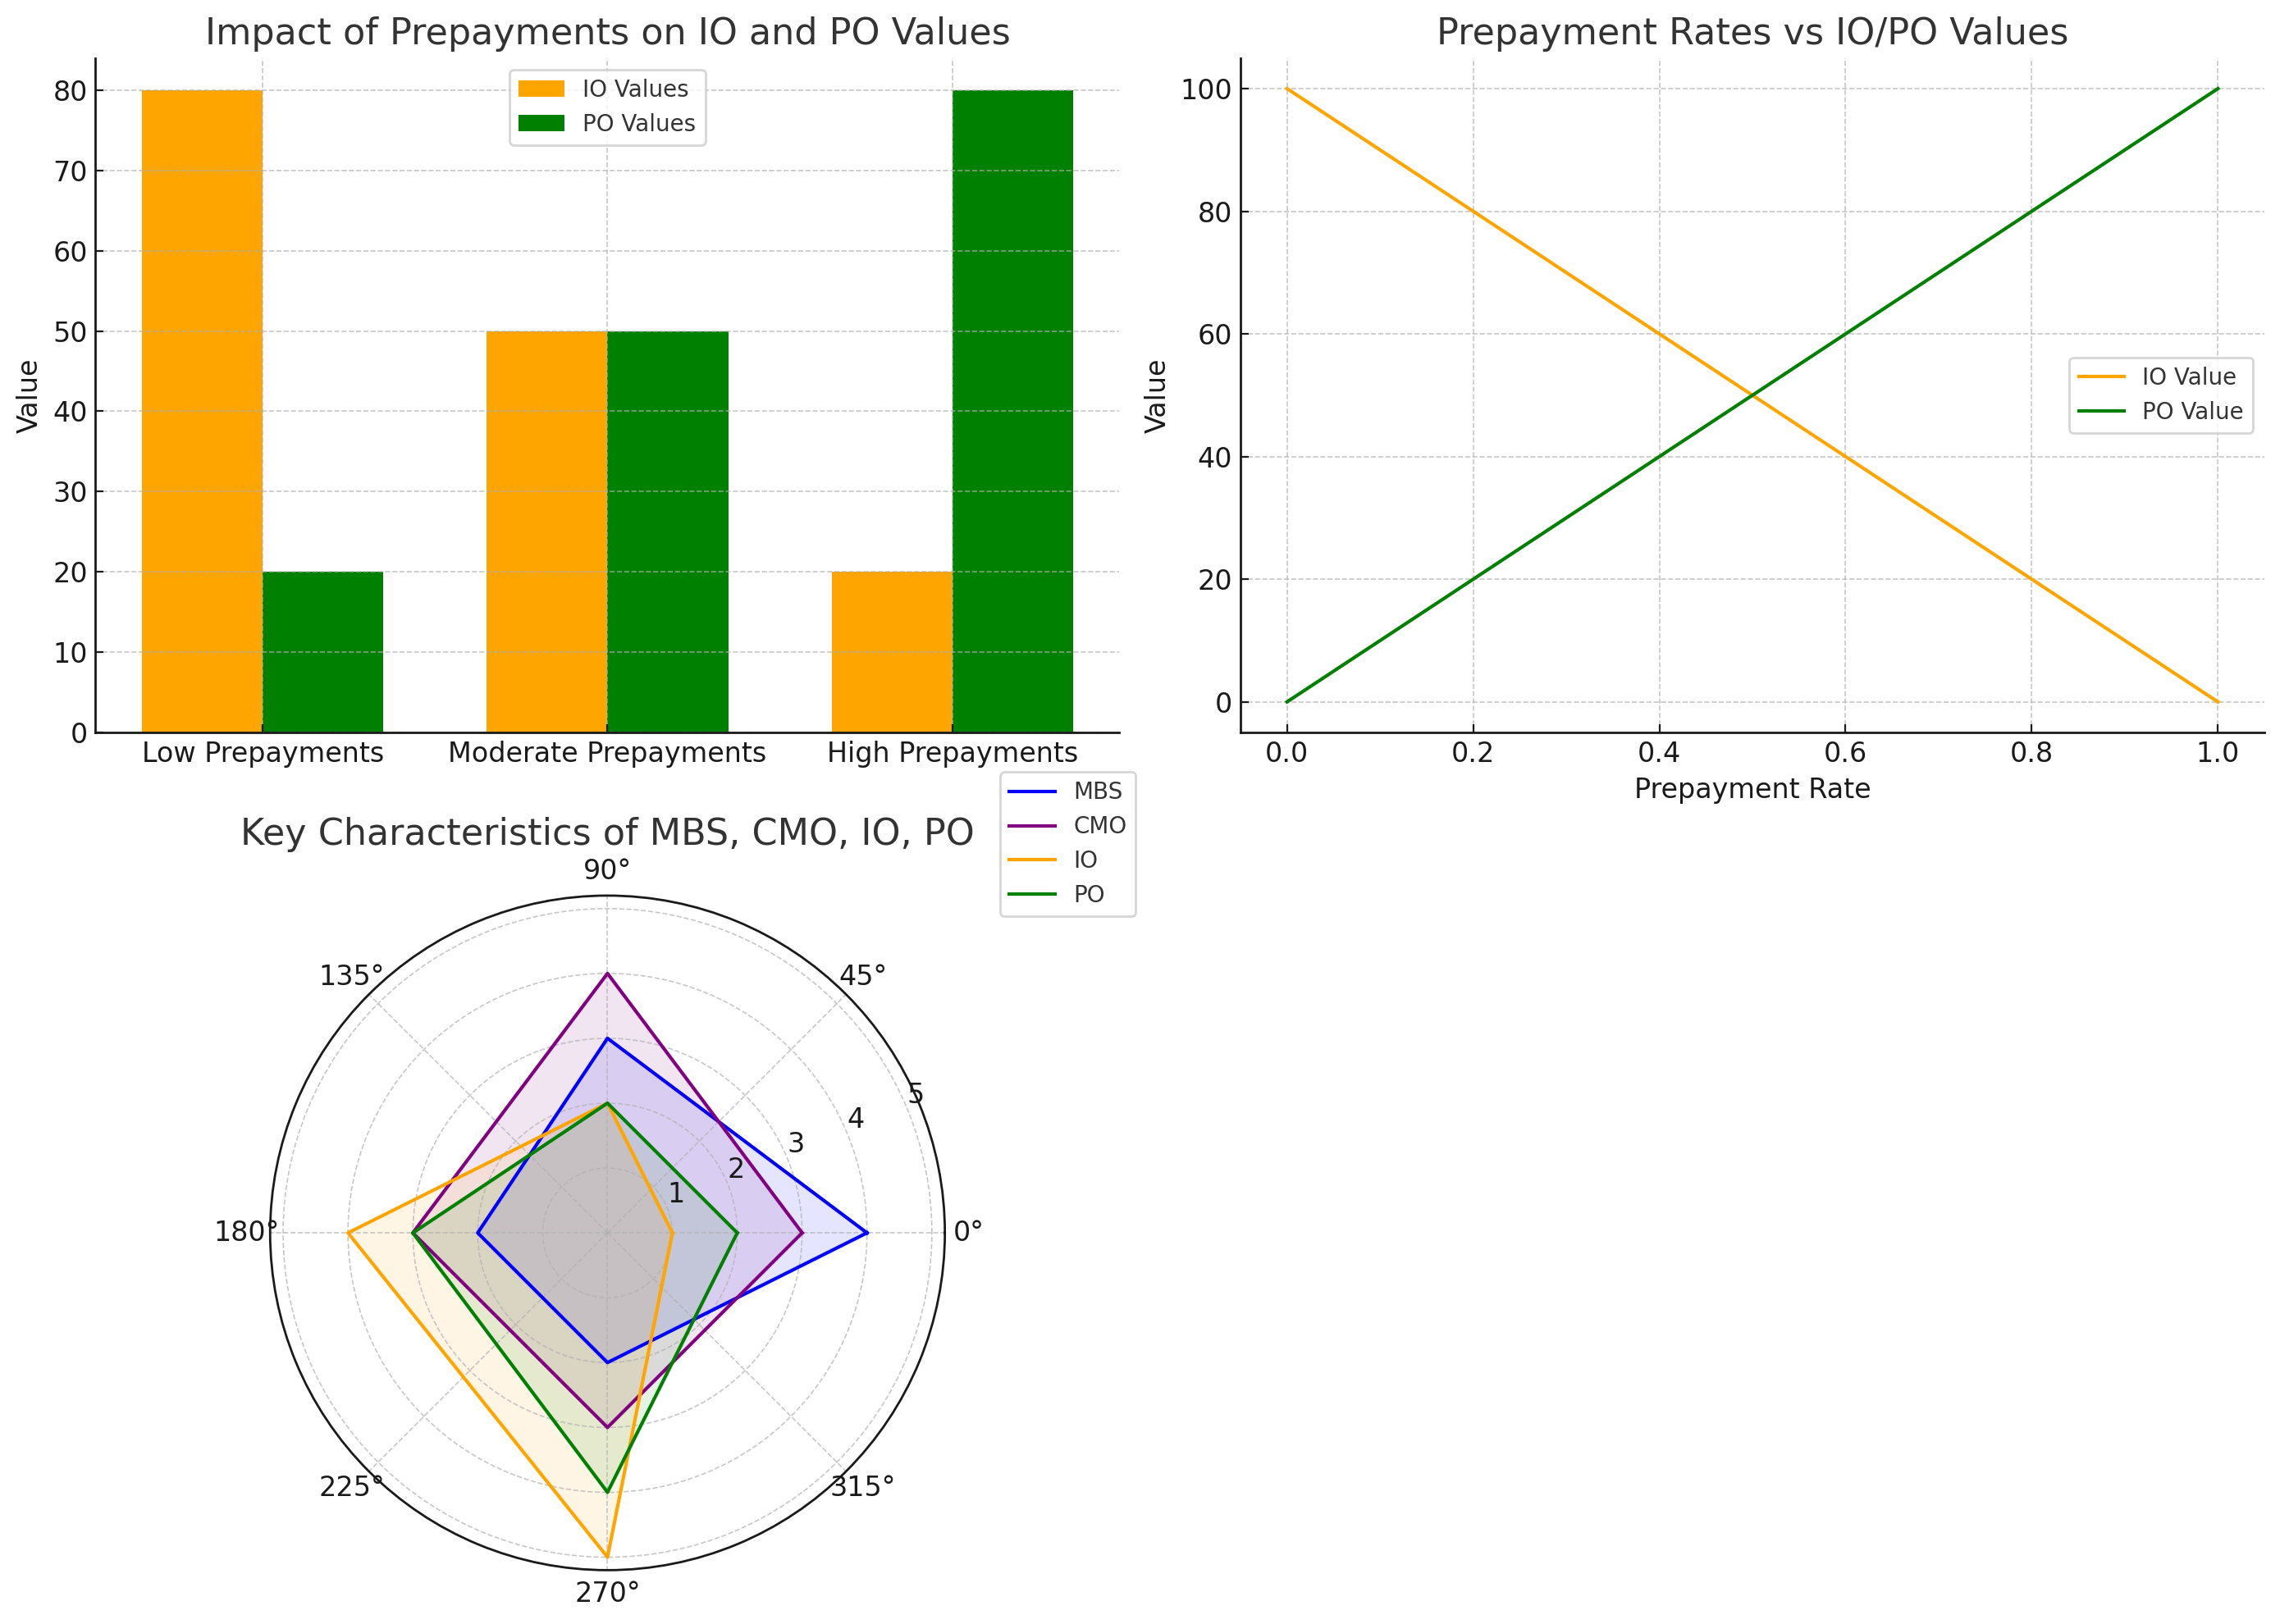 Impact of Prepayments on IO and PO Values
IO Values
PO Values
Value
80
70
60
50
40
30
20
10
0
Low Prepayments
Moderate Prepayments
High Prepayments
Prepayment Rates vs IO/PO Values
Value
100
80
60
40
20
0
IO Value
PO Value
0.0
0.2
0.4
0.6
0.8
1.0
Prepayment Rate
Key Characteristics of MBS, CMO, IO, PO
MBS
CMO
IO
PO
90°
135°
45°
5
4
3
2
1
180°
0°
225°
315°
270°